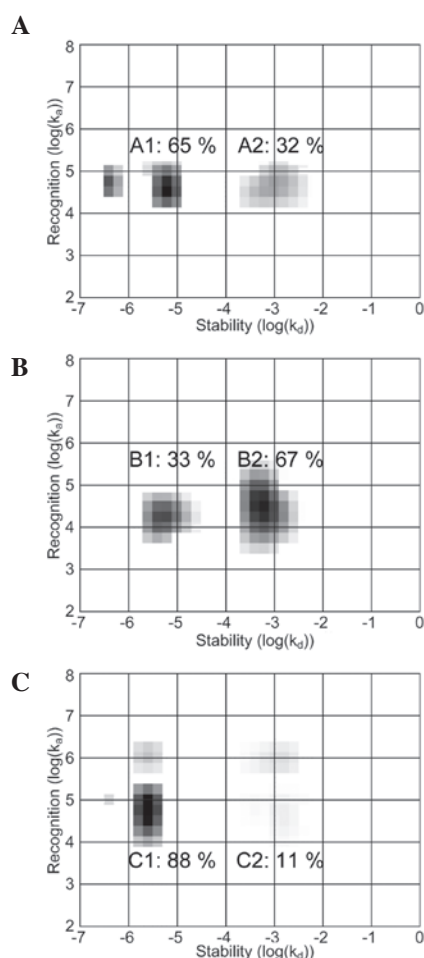 A
8
7
6
5
4
3
2
Recognition (log(kₐ))
A1: 65 % A2: 32 %
-7 -6 -5 -4 -3 -2 -1 0
Stability (log(k_d))
B
8
7
6
5
4
3
2
Recognition (log(kₐ))
B1: 33 % B2: 67 %
-7 -6 -5 -4 -3 -2 -1 0
Stability (log(k_d))
C
8
7
6
5
4
3
2
Recognition (log(kₐ))
C1: 88 % C2: 11 %
-7 -6 -5 -4 -3 -2 -1 0
Stability (log(k_d))